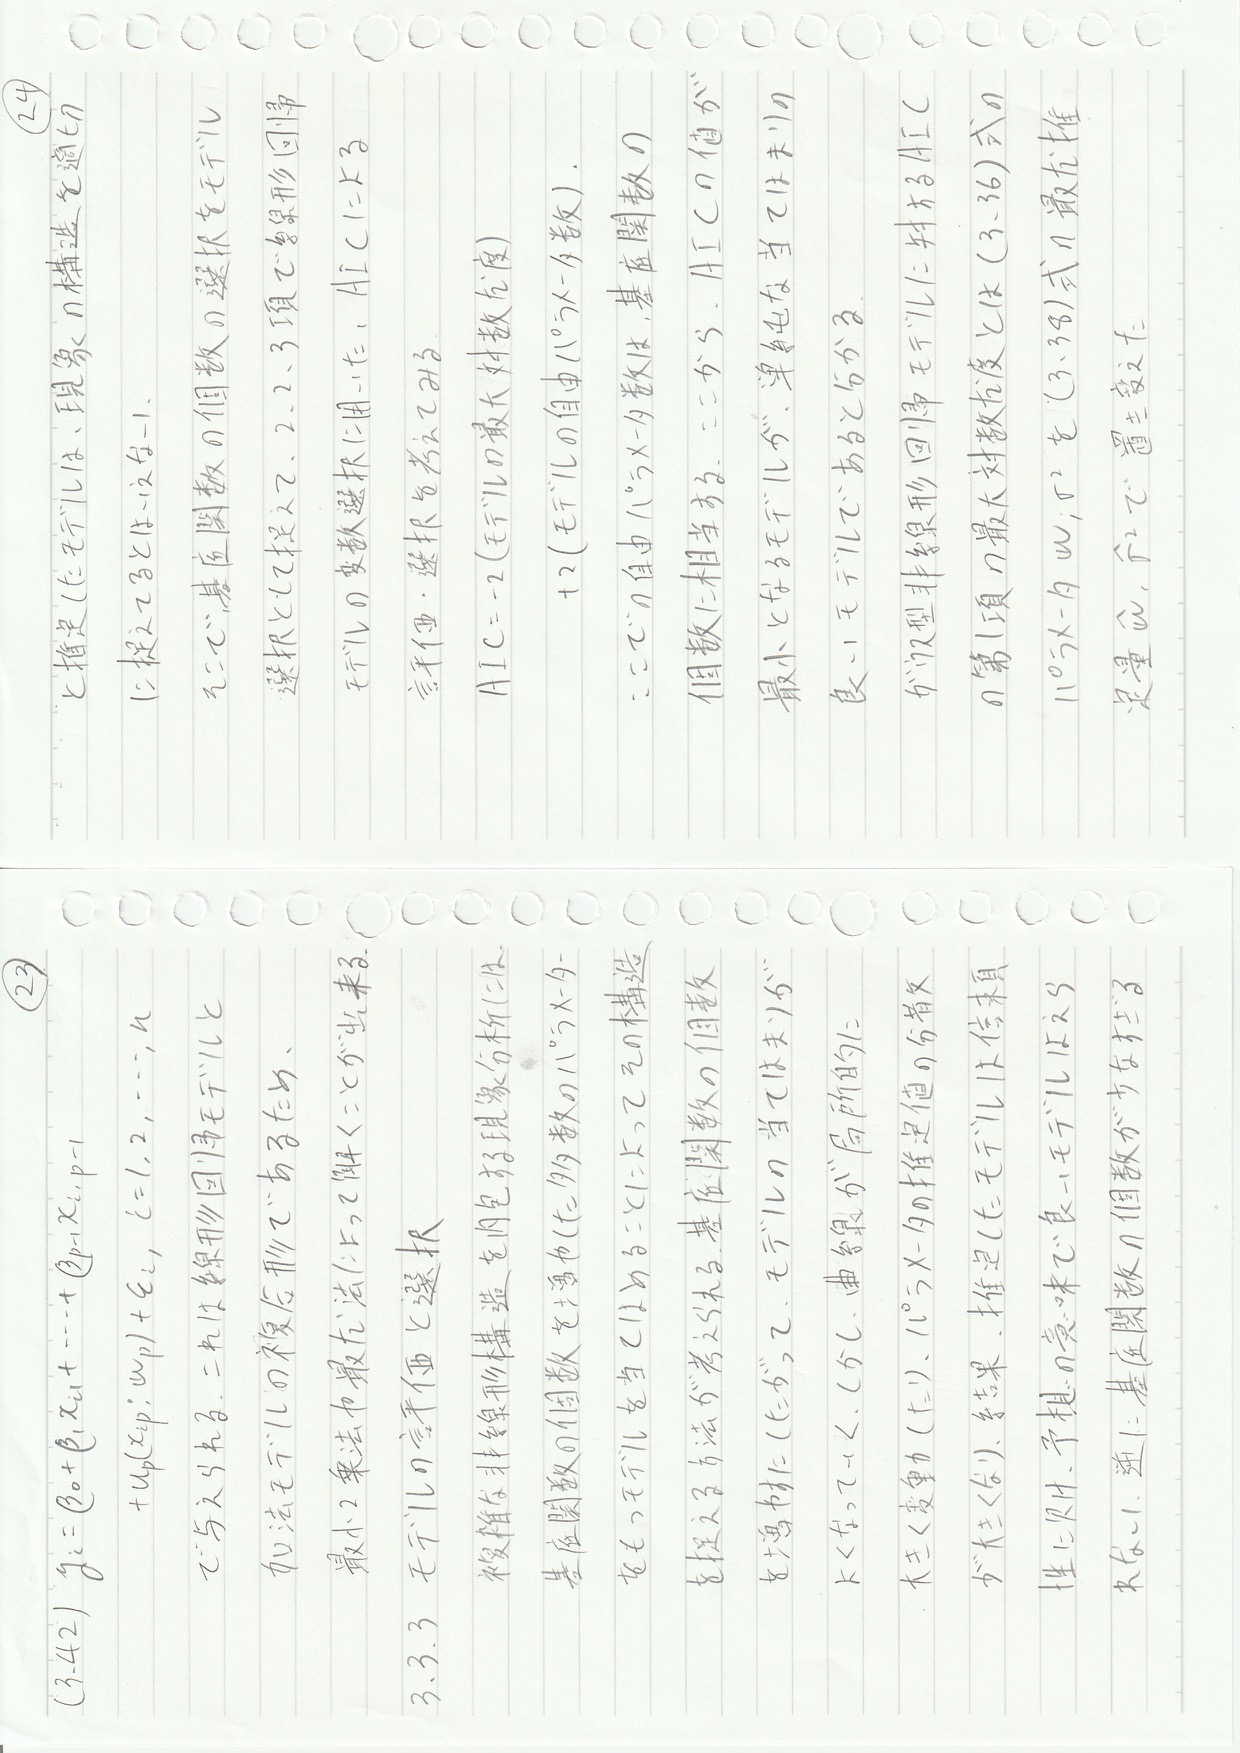 ㉓
(3.42) y_i = β_0 + β_1 x_{i1} + ---- + β_{p-1} x_{i,p-1}
+ u_p(x_{ip}; w_p) + ε_i, i = 1, 2, ---, n
で与えられる. これは線形回帰モデルと
加法モデルの複合形であるため、
最小2乗法や最尤法によって解くことが出来る.
3.3.3 モデルの評価と選択
複雑な非線形構造を内包する現象分析には
基底関数の個数を増やした多数のパラメーター
をもつモデルを当てはめることによってその構造
を捉える方法が考えられる. 基底関数の個数
を増やすにしたがって、モデルの当てはまりが
よくなっていく. しかし、曲線が局所的に
大きく変動したり、パラメータの推定値の分散
が大きくなり、結果、推定したモデルは信頼
性に欠け、予想の意味で良いモデルはえら
れない. 逆に基底関数の個数が少なすぎる
㉔
と推定したモデルは、現象の構造を適切
に捉えてるとはいえない.
そこで、基底関数の個数の選択をモデル
選択として捉えて、2.2.3項で線形回帰
モデルの変数選択に用いた、AICによる
評価・選択を考えてみる.
AIC = -2(モデルの最大対数尤度)
+2(モデルの自由パラメータ数).
ここでの自由パラメータ数は、基底関数の
個数に相当する. ここから、AICの値が
最小となるモデルが、単純な当てはまりの
良いモデルであるとわかる.
ガウス型非線形回帰モデルに対するAIC
の第1項の最大対数尤度とは(3.36)式の
パラメータ w, σ^2 を(3.38)式の最尤推
定量 ŵ, σ̂^2 で置き変えた